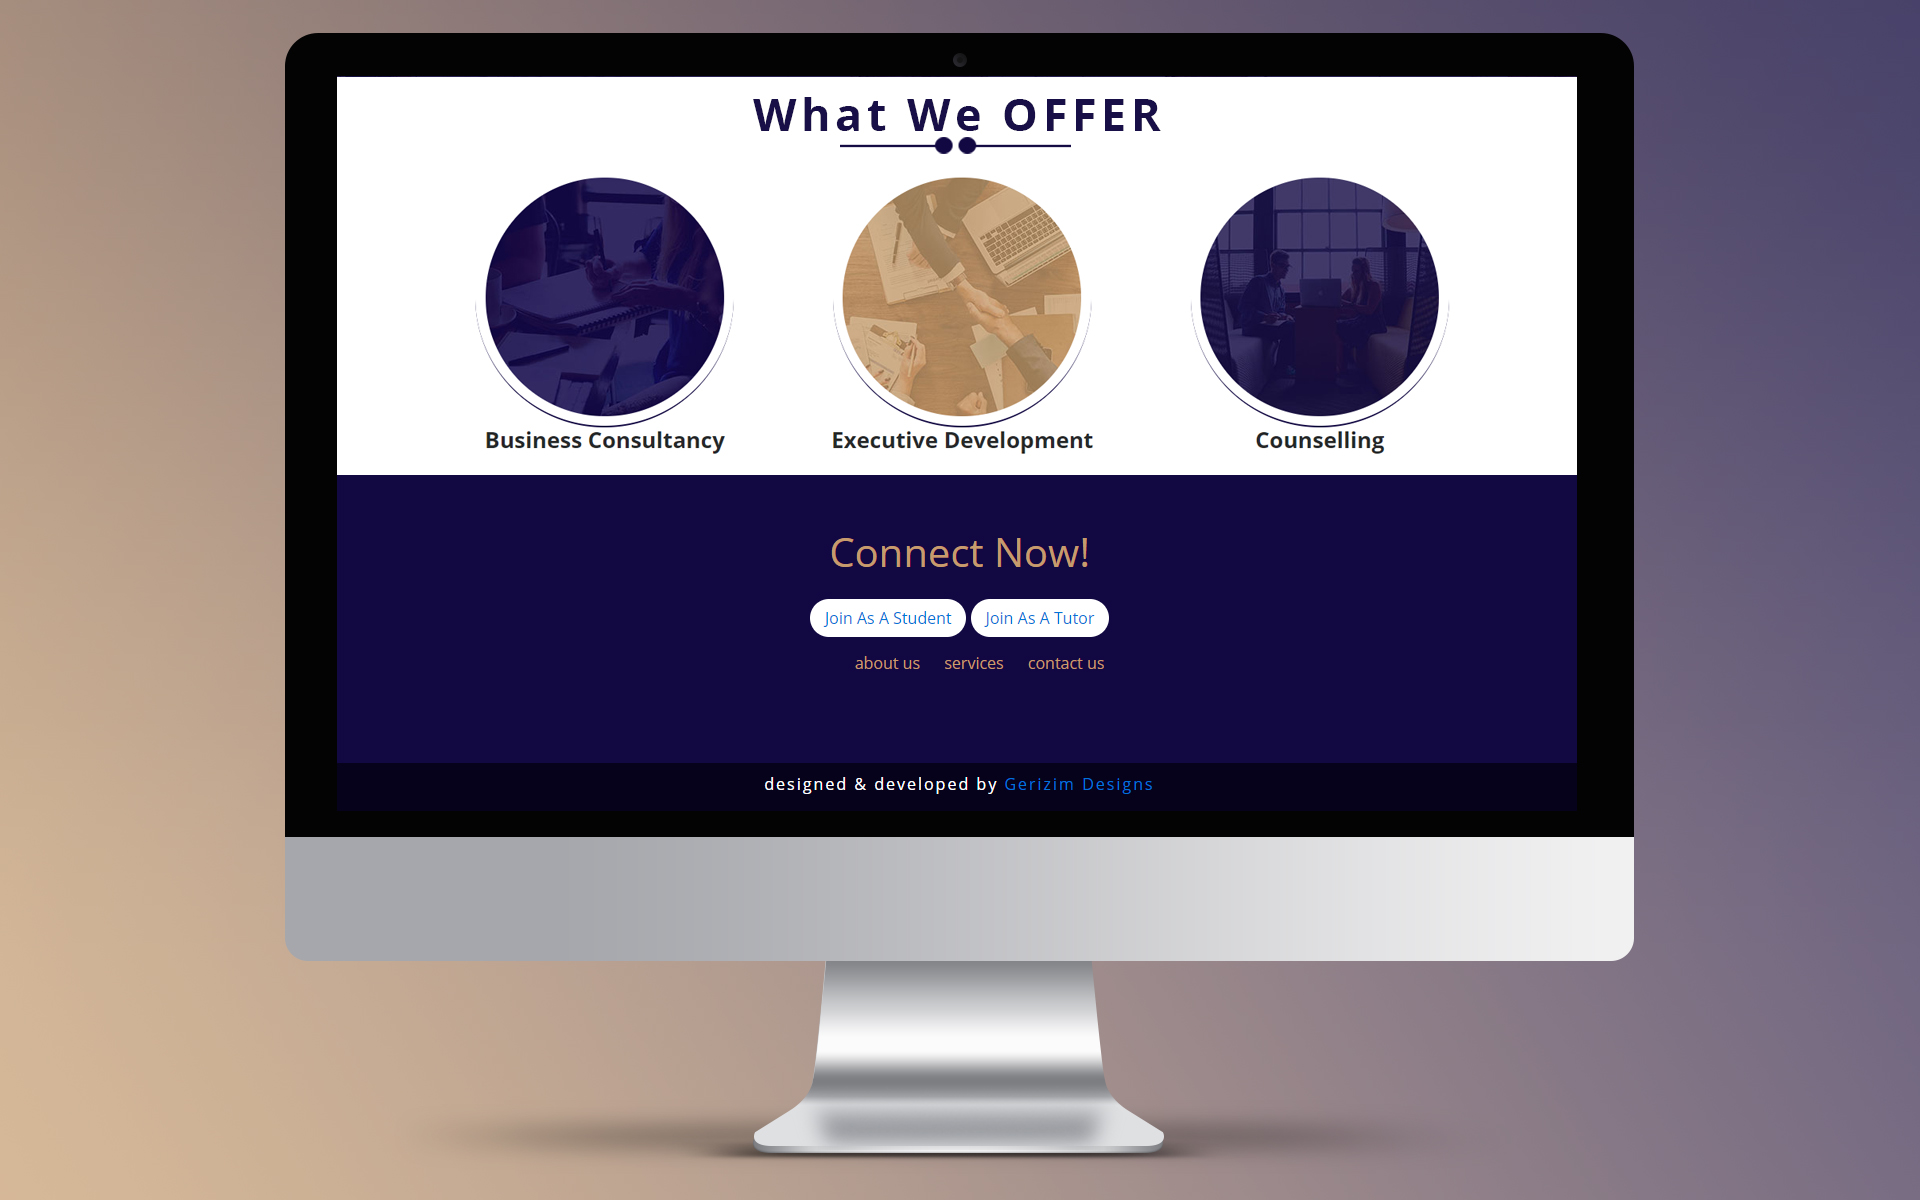 What We OFFER
Business Consultancy
Executive Development
Counselling
Connect Now!
Join As A Student
Join As A Tutor
about us services contact us
designed & developed by Gerizim Designs